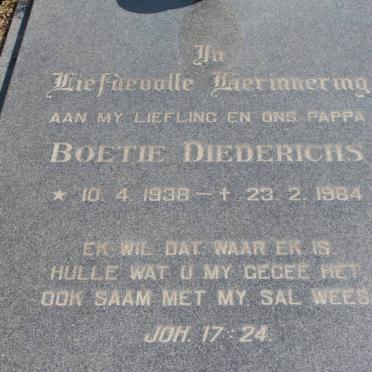 In
Liefdevolle Herinnering
AAN MY LIEFLING EN ONS PAPPA
BOETIE DIEDERICHS
★ 10. 4. 1938 — ✝ 23. 2. 1984
EK WIL DAT WAAR EK IS
HULLE WAT U MY GEGEE HET,
OOK SAAM MET MY SAL WEES
JOH. 17:24.